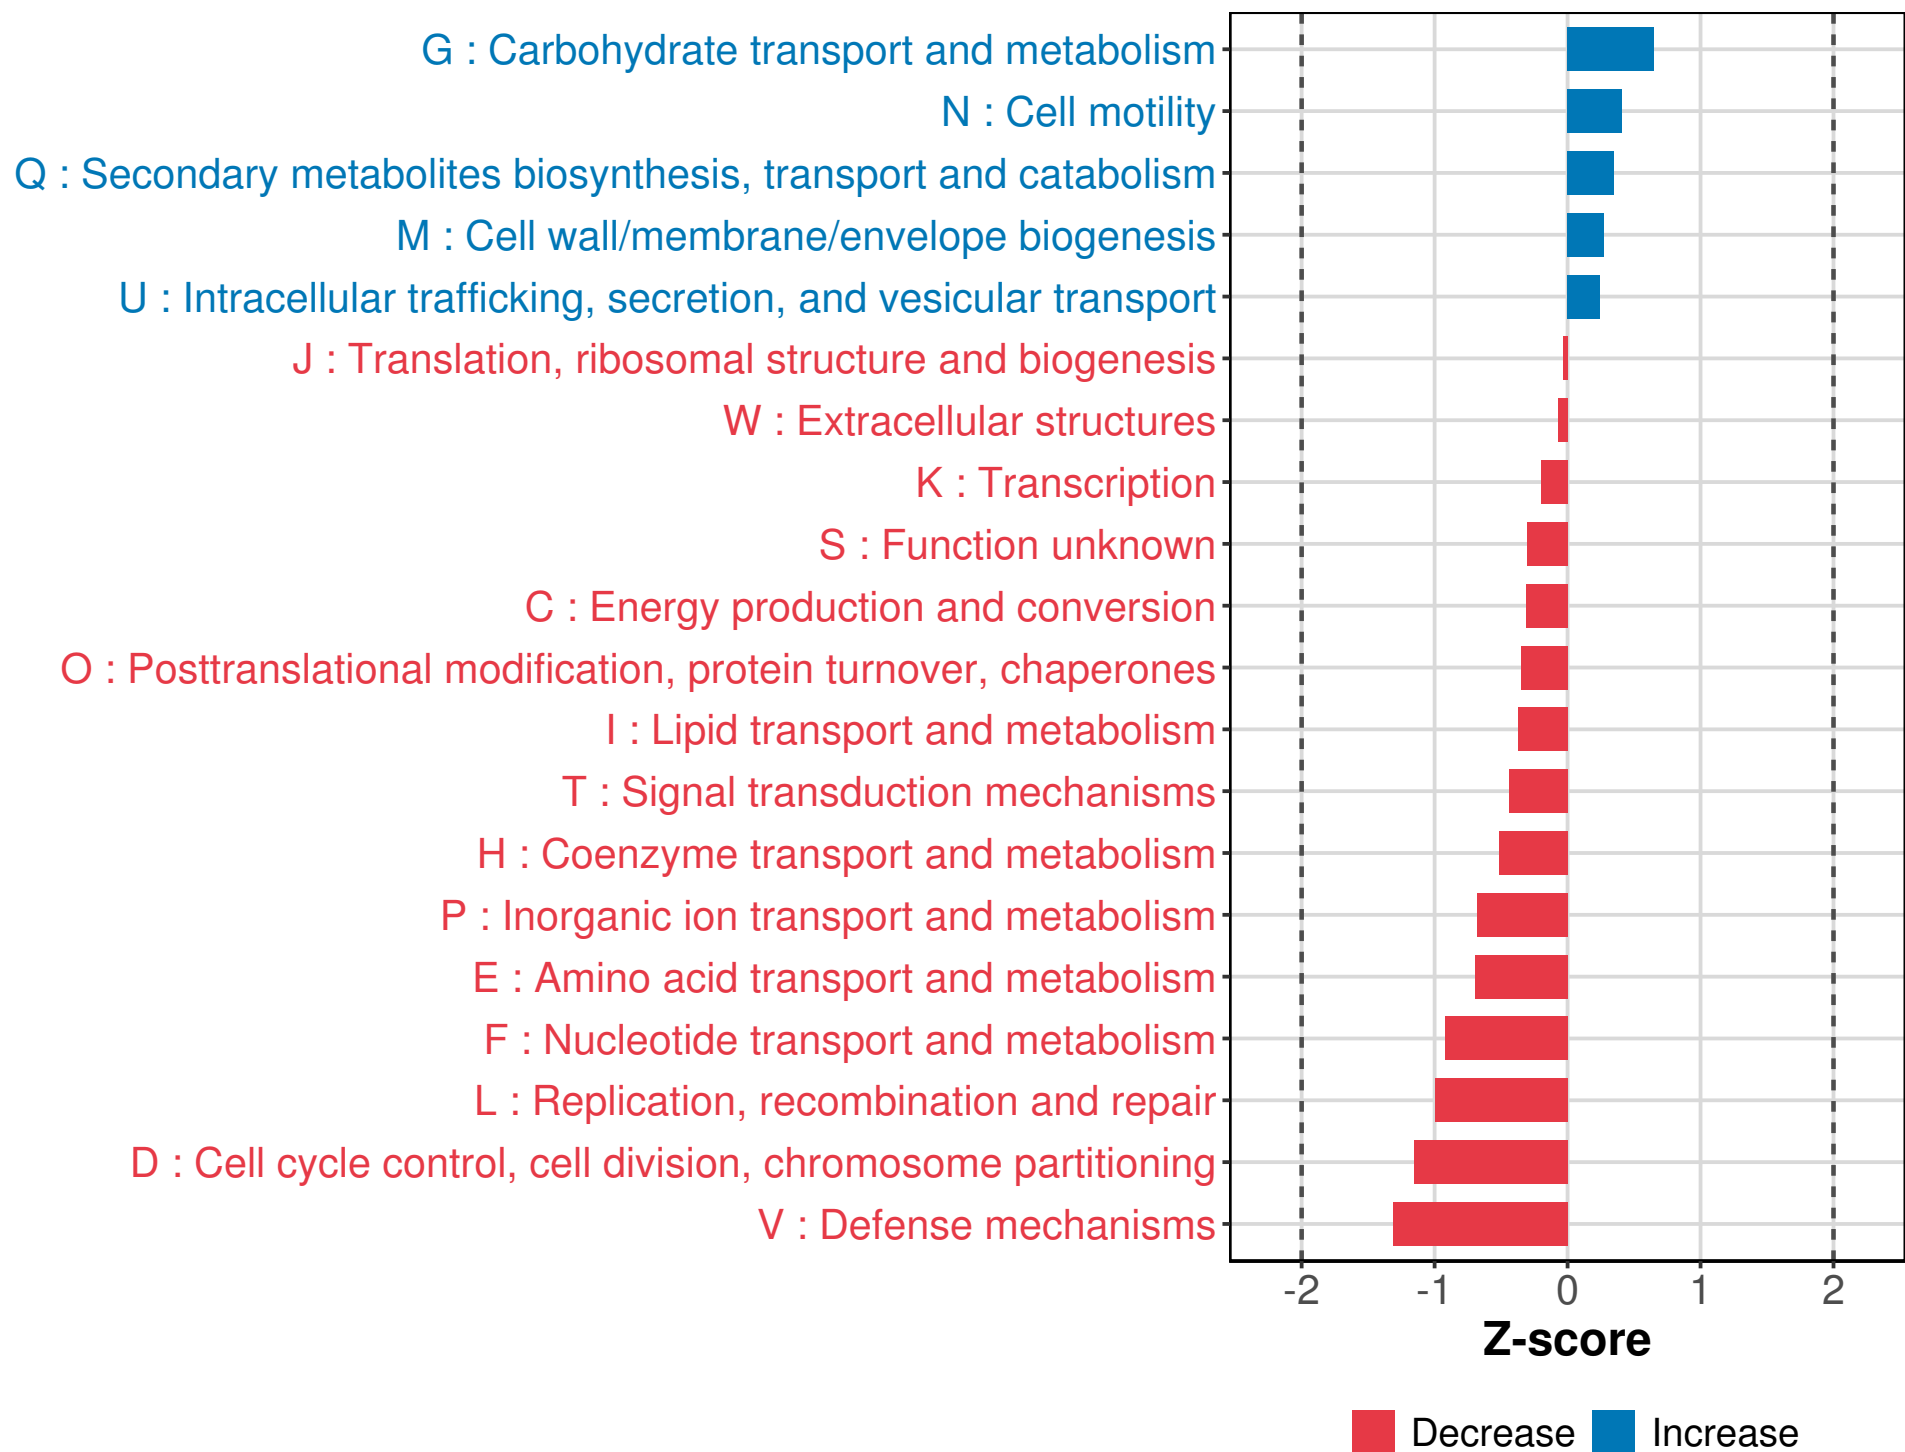 G : Carbohydrate transport and metabolism
N : Cell motility
Q : Secondary metabolites biosynthesis, transport and catabolism
M : Cell wall/membrane/envelope biogenesis
U : Intracellular trafficking, secretion, and vesicular transport
J : Translation, ribosomal structure and biogenesis
W : Extracellular structures
K : Transcription
S : Function unknown
C : Energy production and conversion
O : Posttranslational modification, protein turnover, chaperones
I : Lipid transport and metabolism
T : Signal transduction mechanisms
H : Coenzyme transport and metabolism
P : Inorganic ion transport and metabolism
E : Amino acid transport and metabolism
F : Nucleotide transport and metabolism
L : Replication, recombination and repair
D : Cell cycle control, cell division, chromosome partitioning
V : Defense mechanisms
-2 -1 0 1 2
Z-score
Decrease Increase